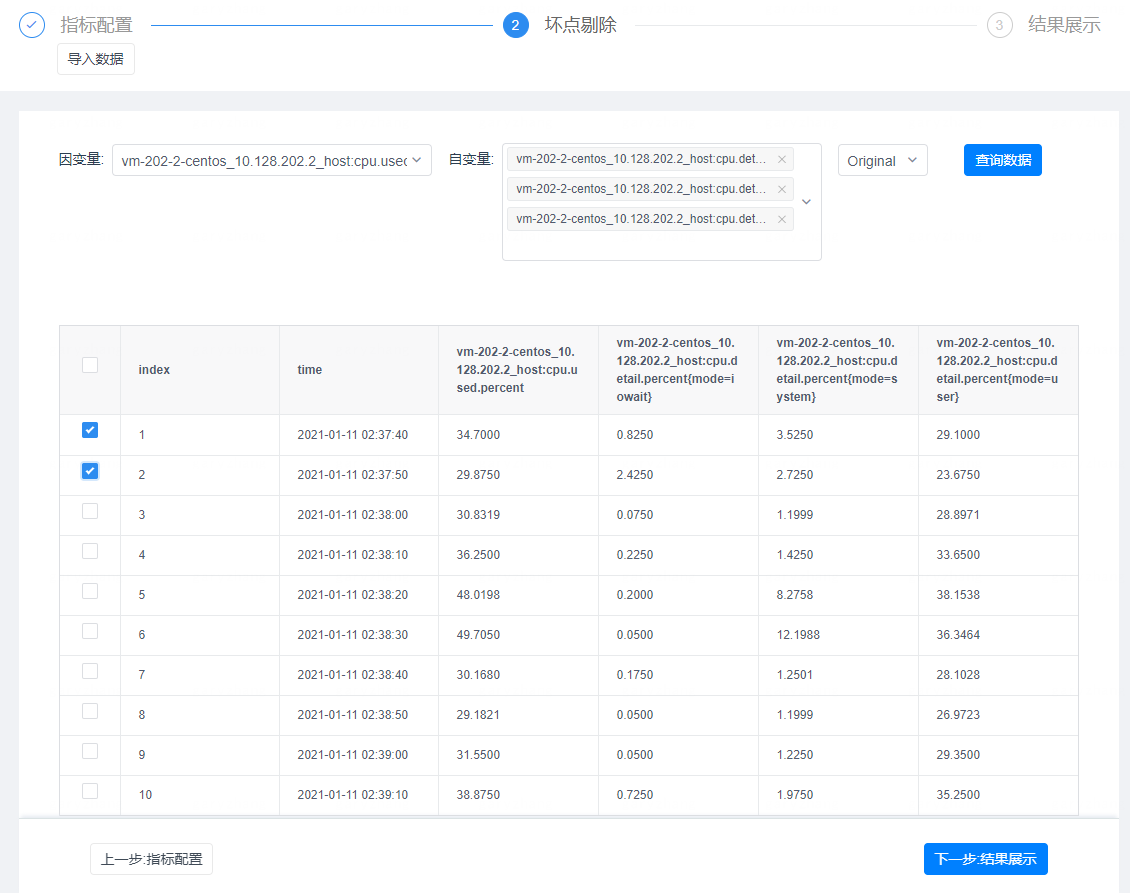 指标配置
2 坏点剔除
3 结果展示
导入数据
因变量: vm-202-2-centos_10.128.202.2_host:cpu.used
自变量: vm-202-2-centos_10.128.202.2_host:cpu.det...
vm-202-2-centos_10.128.202.2_host:cpu.det...
vm-202-2-centos_10.128.202.2_host:cpu.det...
Original
查询数据
index
time
vm-202-2-centos_10.
128.202.2_host:cpu.u
sed.percent
vm-202-2-centos_10.
128.202.2_host:cpu.d
etail.percent{mode=i
owait}
vm-202-2-centos_10.
128.202.2_host:cpu.d
etail.percent{mode=s
ystem}
vm-202-2-centos_10.
128.202.2_host:cpu.d
etail.percent{mode=u
ser}
1 2021-01-11 02:37:40 34.7000 0.8250 3.5250 29.1000
2 2021-01-11 02:37:50 29.8750 2.4250 2.7250 23.6750
3 2021-01-11 02:38:00 30.8319 0.0750 1.1999 28.8971
4 2021-01-11 02:38:10 36.2500 0.2250 1.4250 33.6500
5 2021-01-11 02:38:20 48.0198 0.2000 8.2758 38.1538
6 2021-01-11 02:38:30 49.7050 0.0500 12.1988 36.3464
7 2021-01-11 02:38:40 30.1680 0.1750 1.2501 28.1028
8 2021-01-11 02:38:50 29.1821 0.0500 1.1999 26.9723
9 2021-01-11 02:39:00 31.5500 0.0500 1.2250 29.3500
10 2021-01-11 02:39:10 38.8750 0.7250 1.9750 35.2500
上一步:指标配置
下一步:结果展示